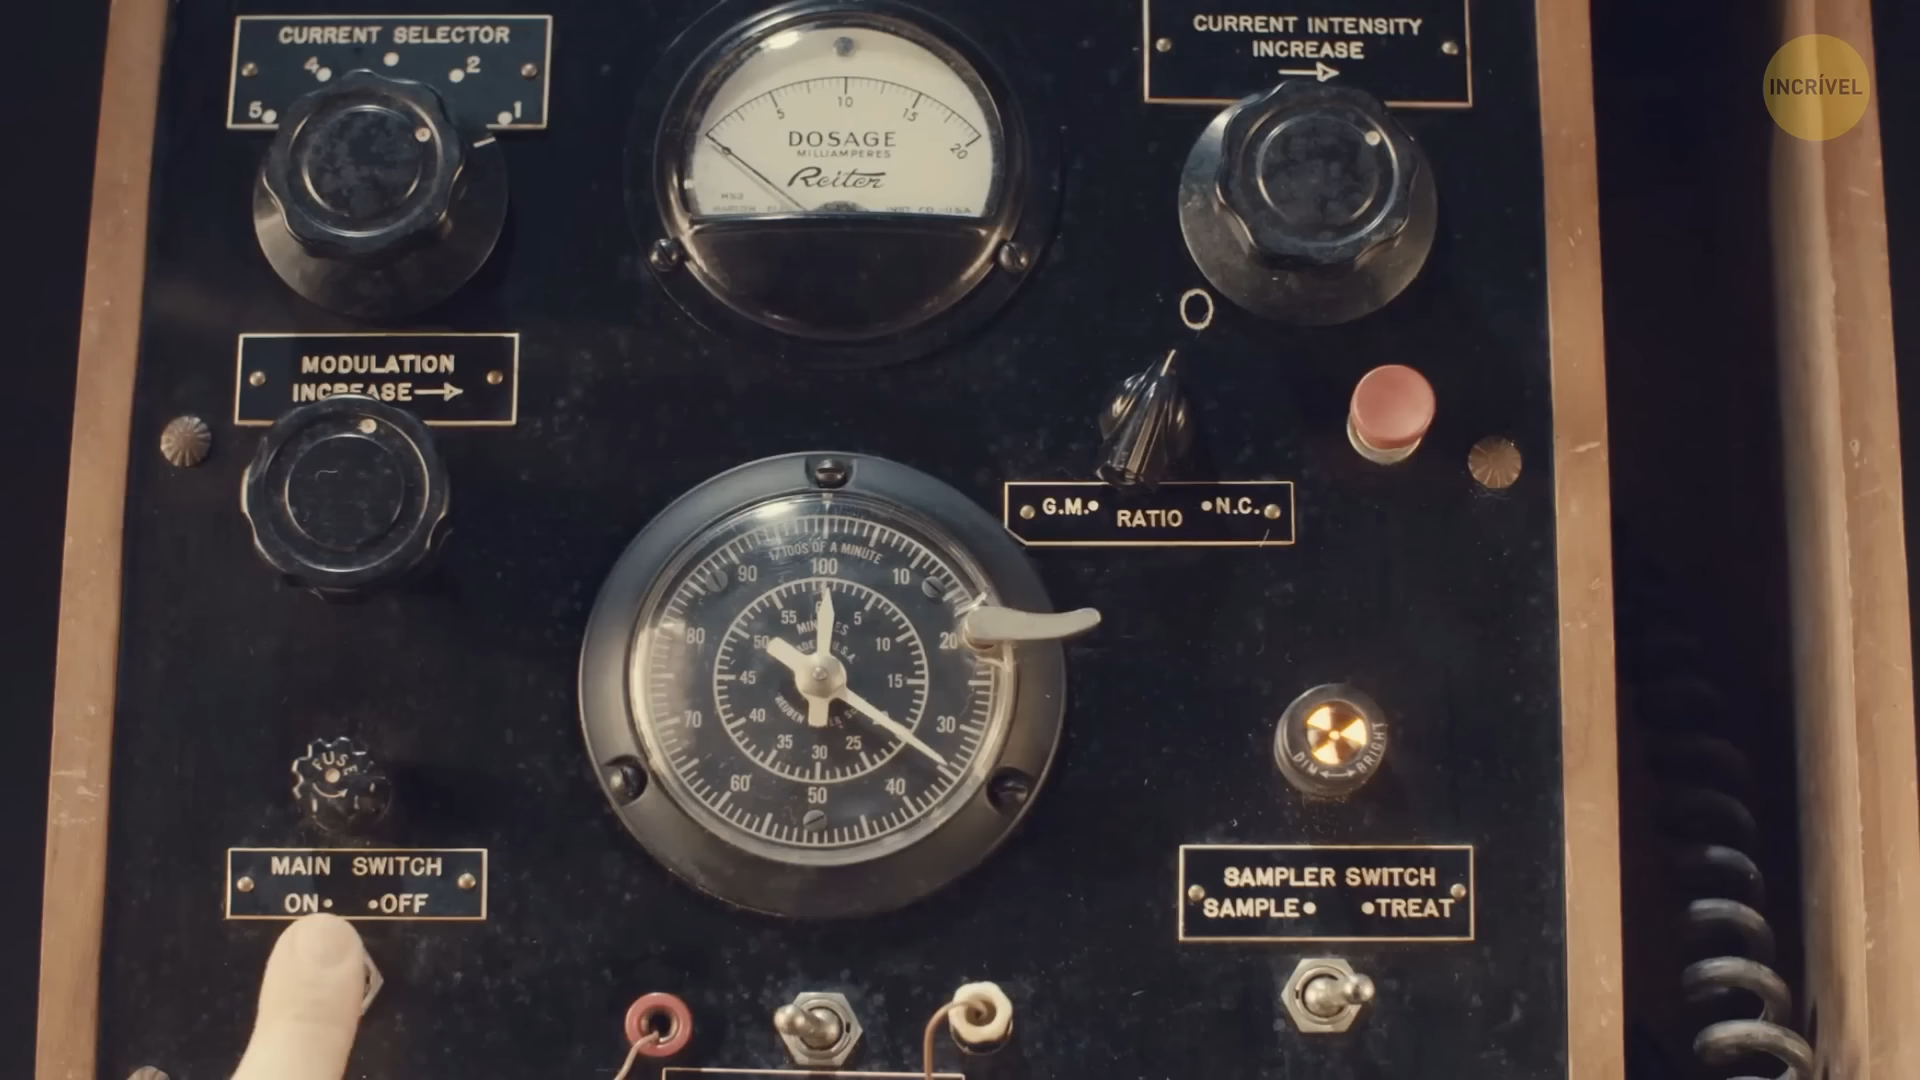 CURRENT SELECTOR
4 2
5 1
5 10 15 20
DOSAGE
MILLIAMPERES
Reiter
CURRENT INTENSITY
INCREASE
INCRÍVEL
MODULATION
INCREASE
O
G.M. RATIO N.C.
1/100S OF A MINUTE
100 10 20 30 40 50 60 70 80 90
5 10 15 25 30 35 40 45 50 55
MINUTES
U.S.A.
FUSE
DIM BRIGHT
MAIN SWITCH
ON OFF
SAMPLER SWITCH
SAMPLE TREAT